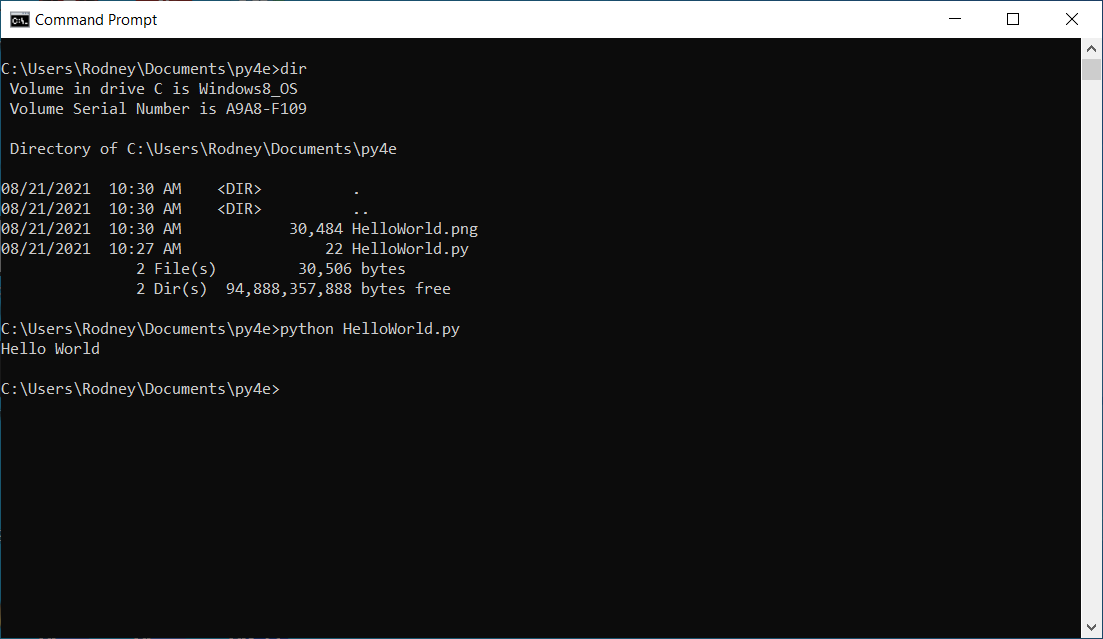 Command Prompt
C:\Users\Rodney\Documents\py4e>dir
 Volume in drive C is Windows8_OS
 Volume Serial Number is A9A8-F109
 Directory of C:\Users\Rodney\Documents\py4e
08/21/2021  10:30 AM    <DIR>          .
08/21/2021  10:30 AM    <DIR>          ..
08/21/2021  10:30 AM            30,484 HelloWorld.png
08/21/2021  10:27 AM                22 HelloWorld.py
               2 File(s)         30,506 bytes
               2 Dir(s)  94,888,357,888 bytes free
C:\Users\Rodney\Documents\py4e>python HelloWorld.py
Hello World
C:\Users\Rodney\Documents\py4e>